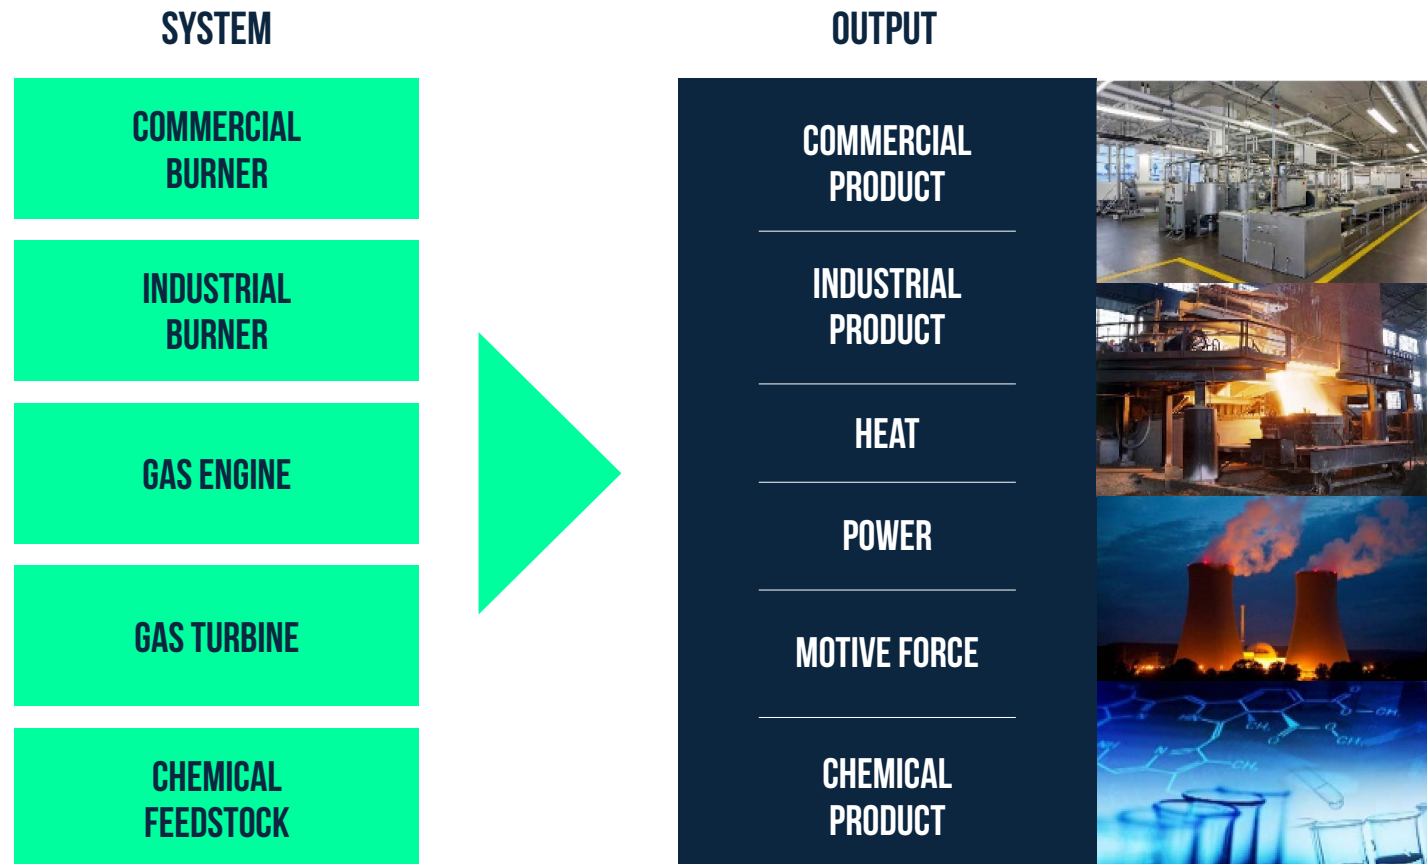 SYSTEM
COMMERCIAL
BURNER
INDUSTRIAL
BURNER
GAS ENGINE
GAS TURBINE
CHEMICAL
FEEDSTOCK
OUTPUT
COMMERCIAL
PRODUCT
INDUSTRIAL
PRODUCT
HEAT
POWER
MOTIVE FORCE
CHEMICAL
PRODUCT